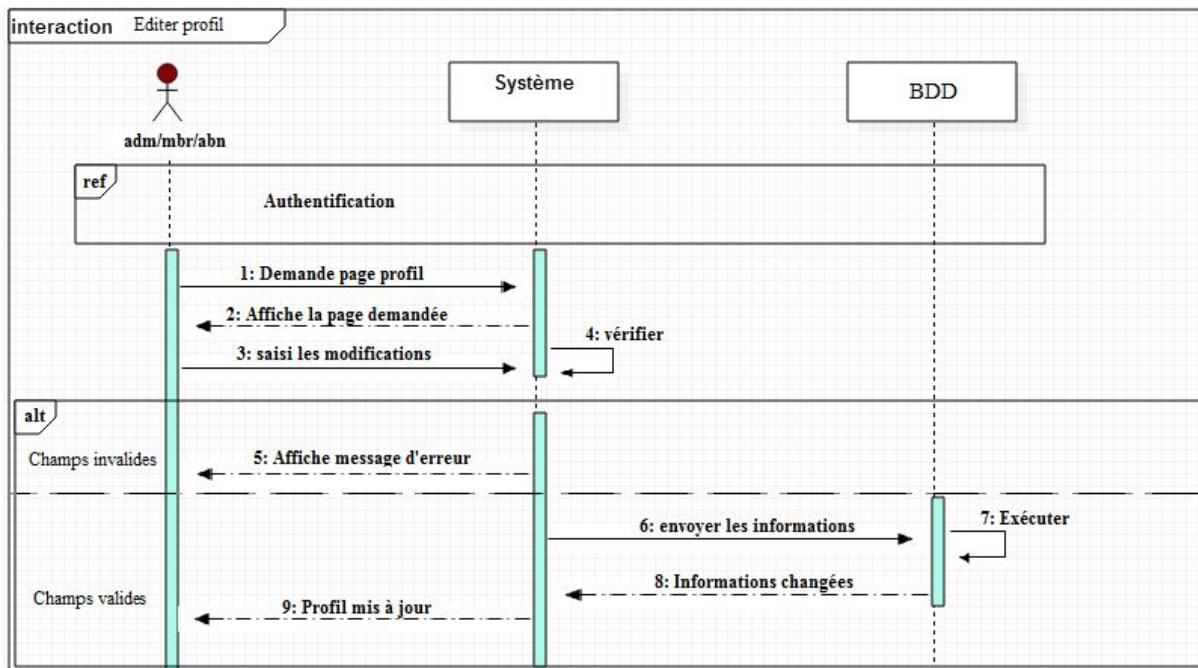 interaction Editer profil
Système
BDD
adm/mbr/abn
ref
Authentification
1: Demande page profil
2: Affiche la page demandée
4: vérifier
3: saisi les modifications
alt
Champs invalides
5: Affiche message d'erreur
6: envoyer les informations
7: Exécuter
8: Informations changées
Champs valides
9: Profil mis à jour